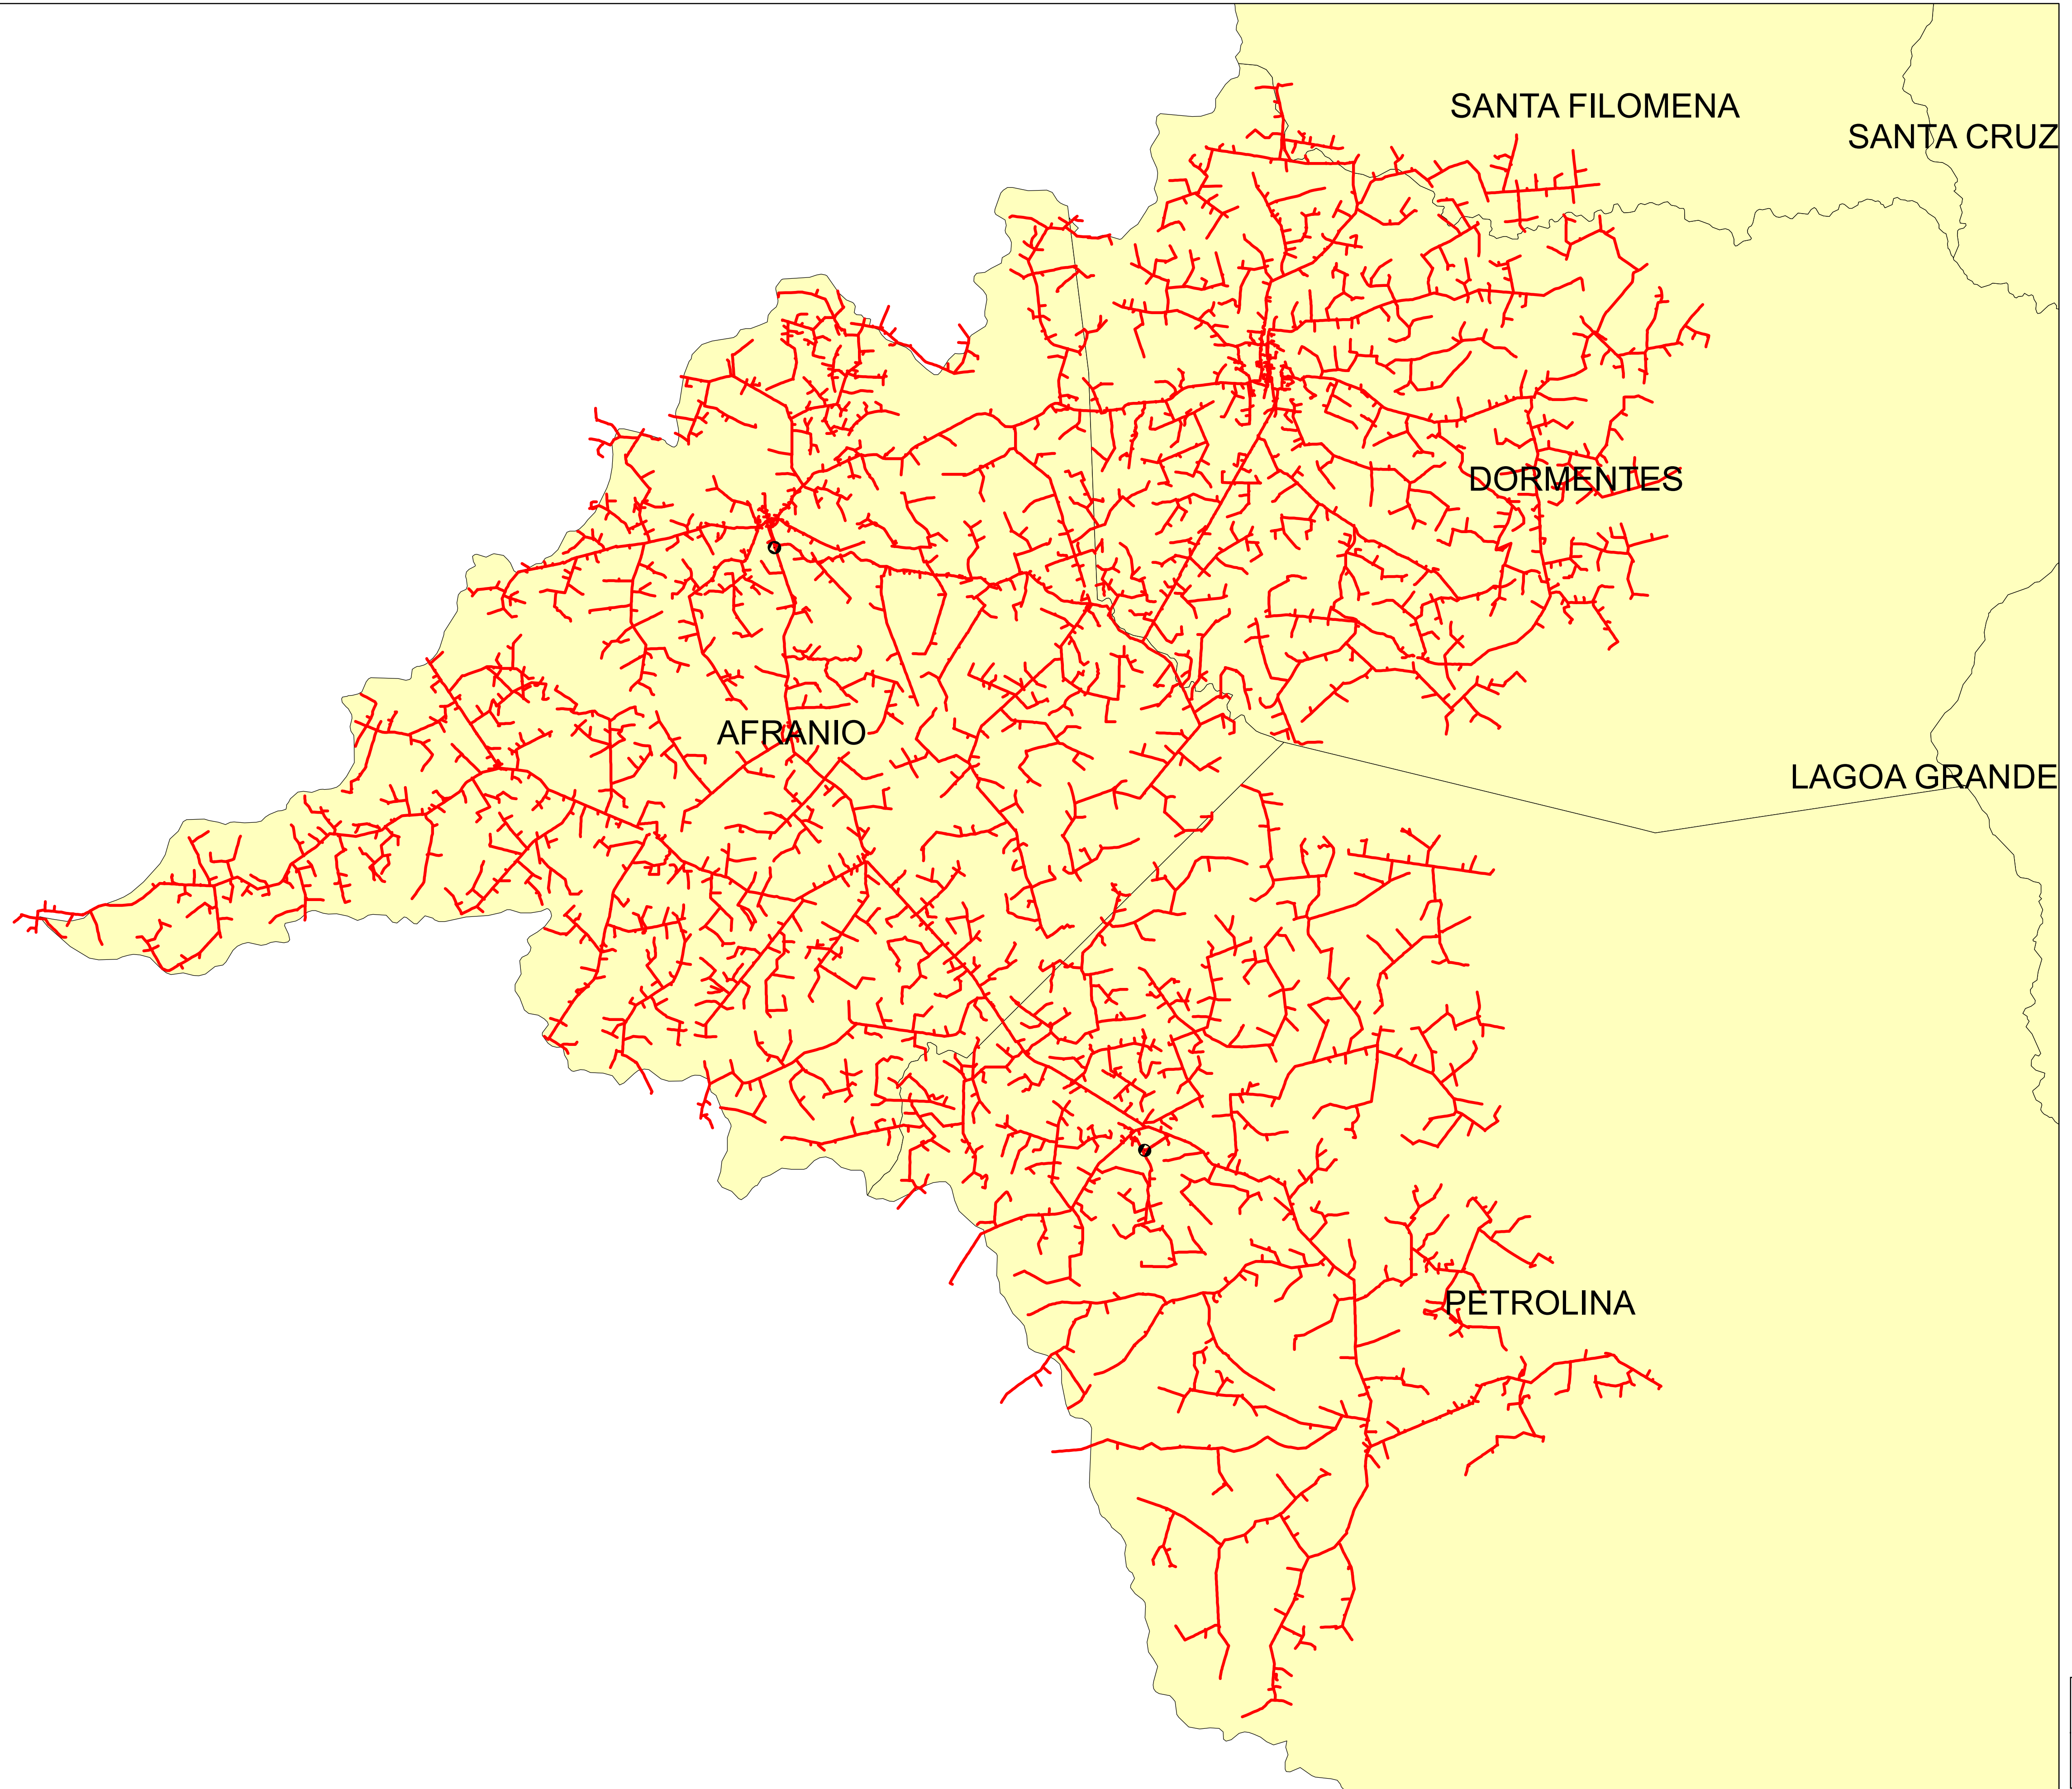 SANTA FILOMENA
SANTA CRUZ
DORMENTES
AFRANIO
LAGOA GRANDE
PETROLINA